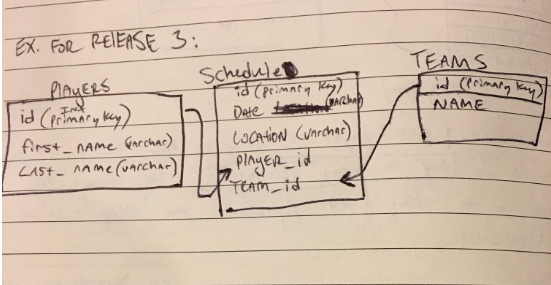 EX. FOR RELEASE 3:
PLAYERS
id (INT primary key)
first_name (varchar)
LAST_name (varchar)
Schedule
id (primary key)
DATE (VARchar)
LOCATION (varchar)
PLAYER_id
TEAM_id
TEAMS
id (primary key)
NAME